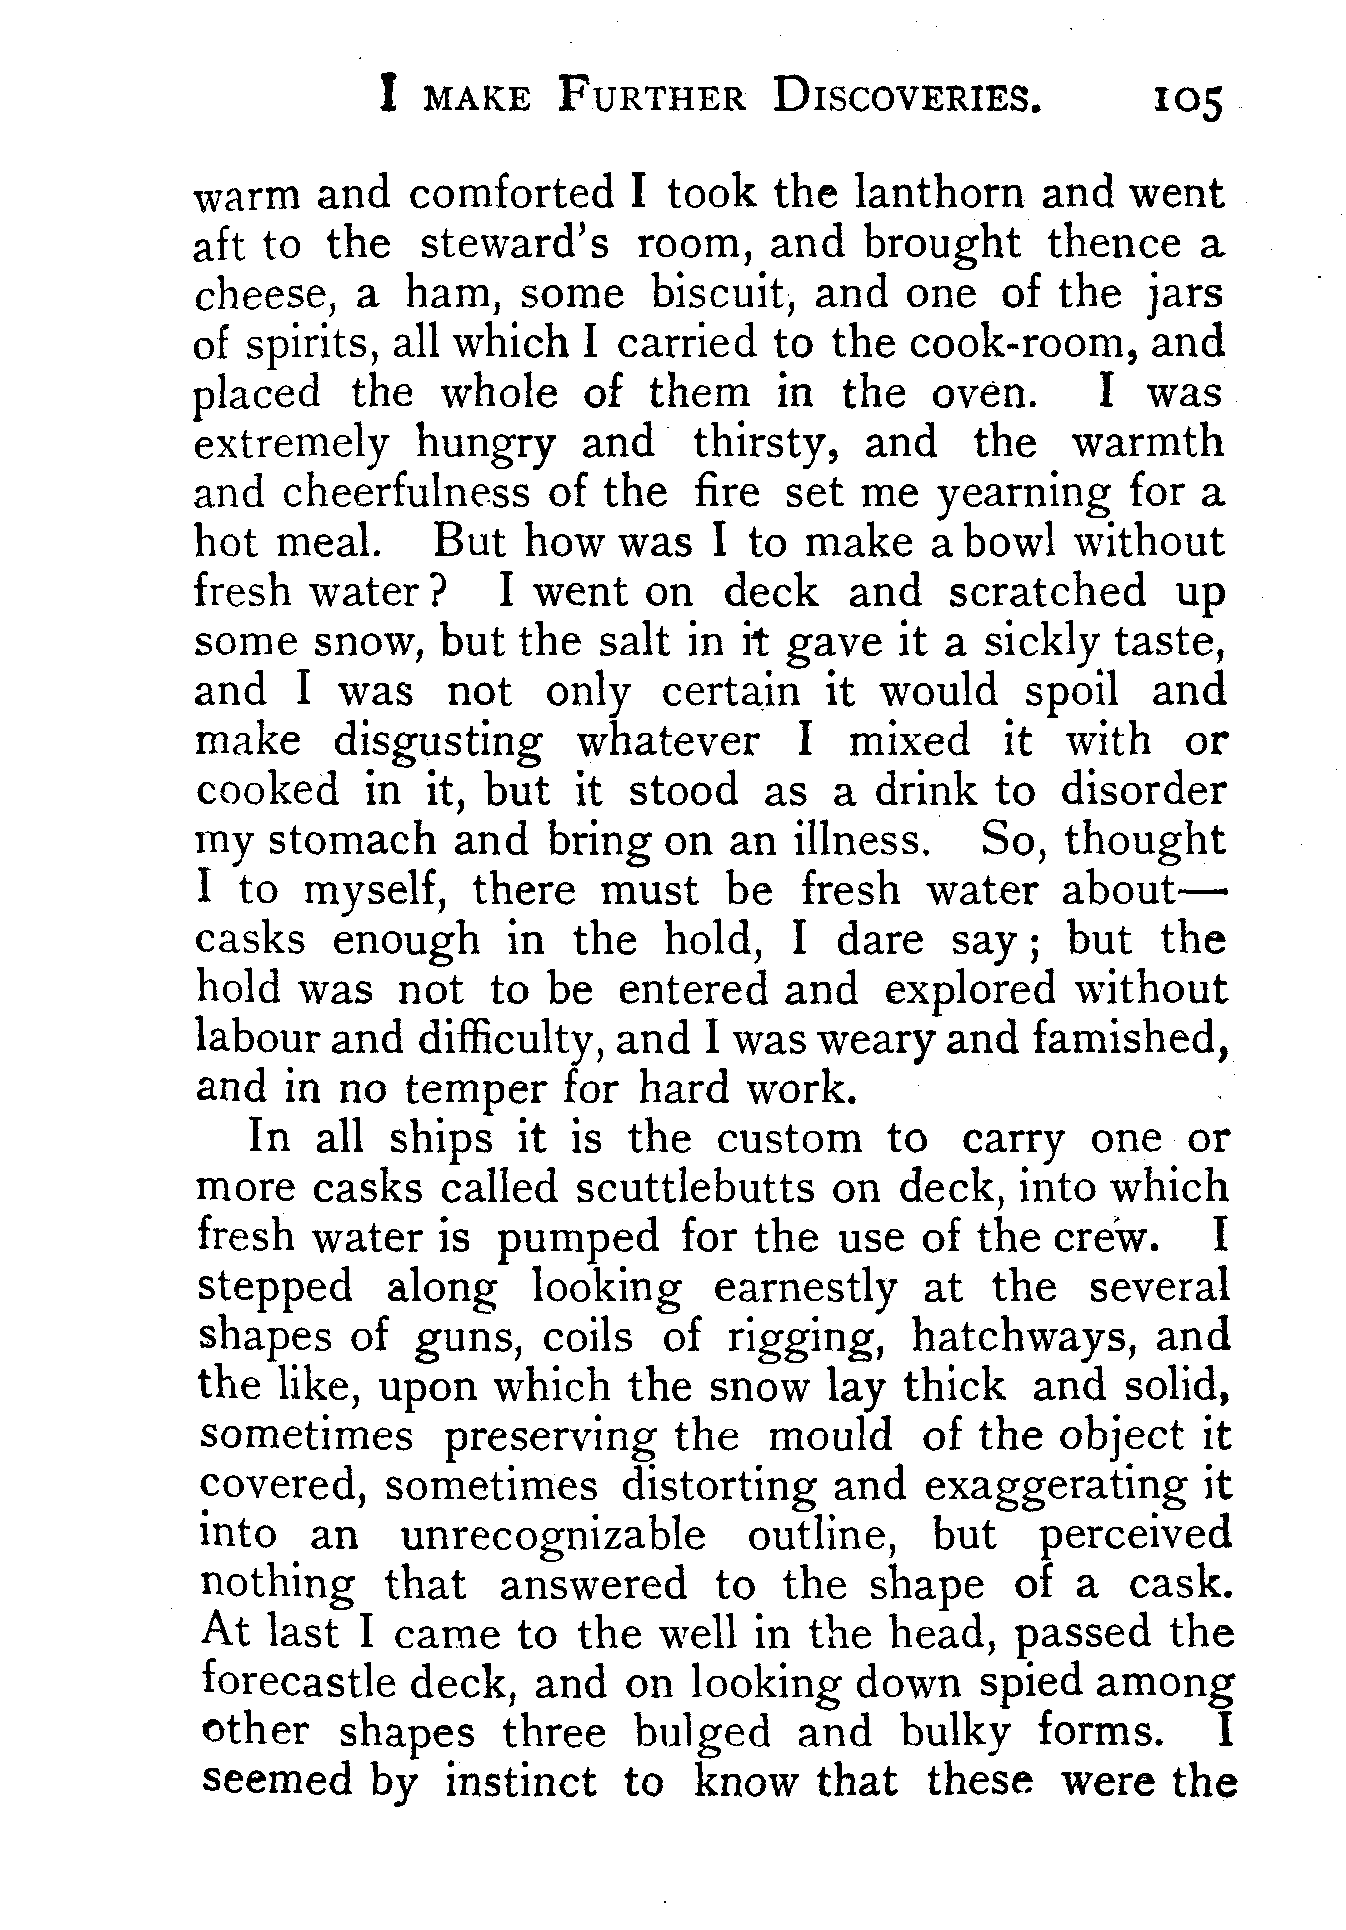 I make Further Discoveries. 105
warm and comforted I took the lanthorn and went
aft to the steward's room, and brought thence a
cheese, a ham, some biscuit, and one of the jars
of spirits, all which I carried to the cook-room, and
placed the whole of them in the oven. I was
extremely hungry and thirsty, and the warmth
and cheerfulness of the fire set me yearning for a
hot meal. But how was I to make a bowl without
fresh water? I went on deck and scratched up
some snow, but the salt in it gave it a sickly taste,
and I was not only certain it would spoil and
make disgusting whatever I mixed it with or
cooked in it, but it stood as a drink to disorder
my stomach and bring on an illness. So, thought
I to myself, there must be fresh water about—
casks enough in the hold, I dare say; but the
hold was not to be entered and explored without
labour and difficulty, and I was weary and famished,
and in no temper for hard work.
In all ships it is the custom to carry one or
more casks called scuttlebutts on deck, into which
fresh water is pumped for the use of the crew. I
stepped along looking earnestly at the several
shapes of guns, coils of rigging, hatchways, and
the like, upon which the snow lay thick and solid,
sometimes preserving the mould of the object it
covered, sometimes distorting and exaggerating it
into an unrecognizable outline, but perceived
nothing that answered to the shape of a cask.
At last I came to the well in the head, passed the
forecastle deck, and on looking down spied among
other shapes three bulged and bulky forms. I
seemed by instinct to know that these were the